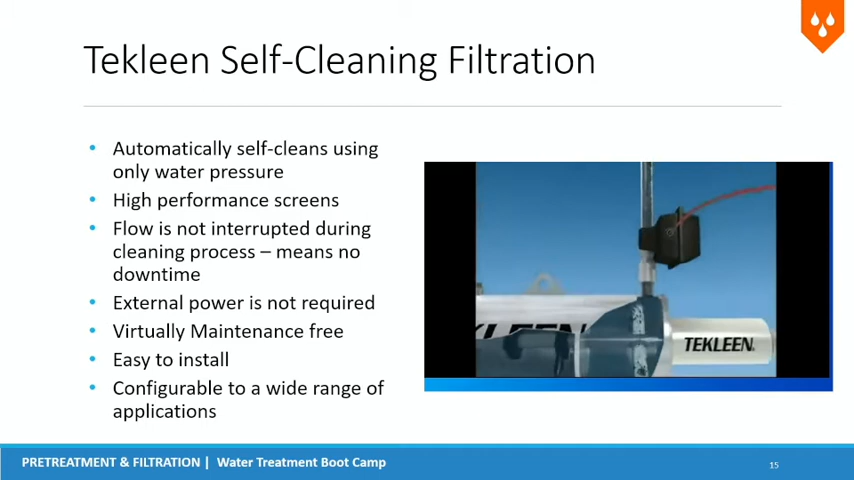 Tekleen Self-Cleaning Filtration
• Automatically self-cleans using
only water pressure
• High performance screens
• Flow is not interrupted during
cleaning process – means no
downtime
• External power is not required
• Virtually Maintenance free
• Easy to install
• Configurable to a wide range of
applications
KLEEN
TEKLEEN.
PRETREATMENT & FILTRATION | Water Treatment Boot Camp
15